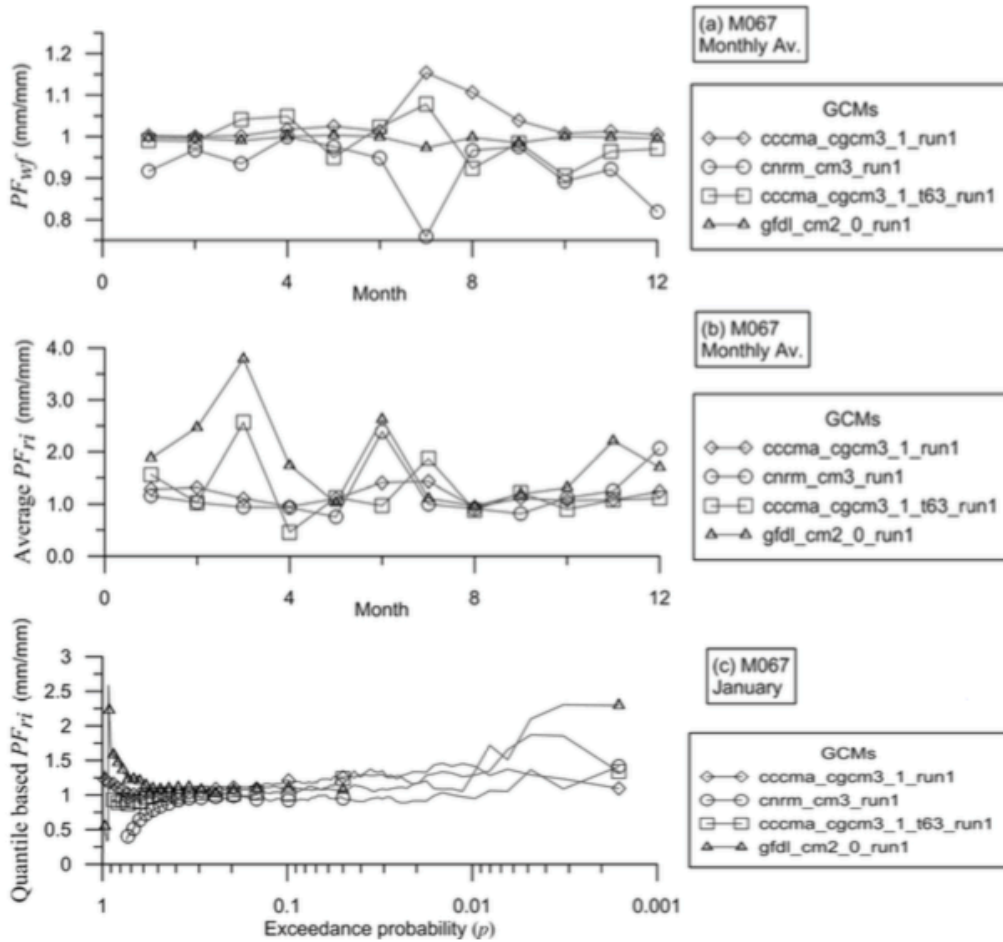 (a) M067
Monthly Av.
PFwf (mm/mm)
1.2
1.1
1
0.9
0.8
0
4
8
12
Month
GCMs
cccma_cgcm3_1_run1
cnrm_cm3_run1
cccma_cgcm3_1_t63_run1
gfdl_cm2_0_run1
(b) M067
Monthly Av.
Average PFri (mm/mm)
4.0
3.0
2.0
1.0
0.0
0
4
8
12
Month
GCMs
cccma_cgcm3_1_run1
cnrm_cm3_run1
cccma_cgcm3_1_t63_run1
gfdl_cm2_0_run1
(c) M067
January
Quantile based PFri (mm/mm)
3
2.5
2
1.5
1
0.5
0
1
0.1
0.01
0.001
Exceedance probability (p)
GCMs
cccma_cgcm3_1_run1
cnrm_cm3_run1
cccma_cgcm3_1_t63_run1
gfdl_cm2_0_run1